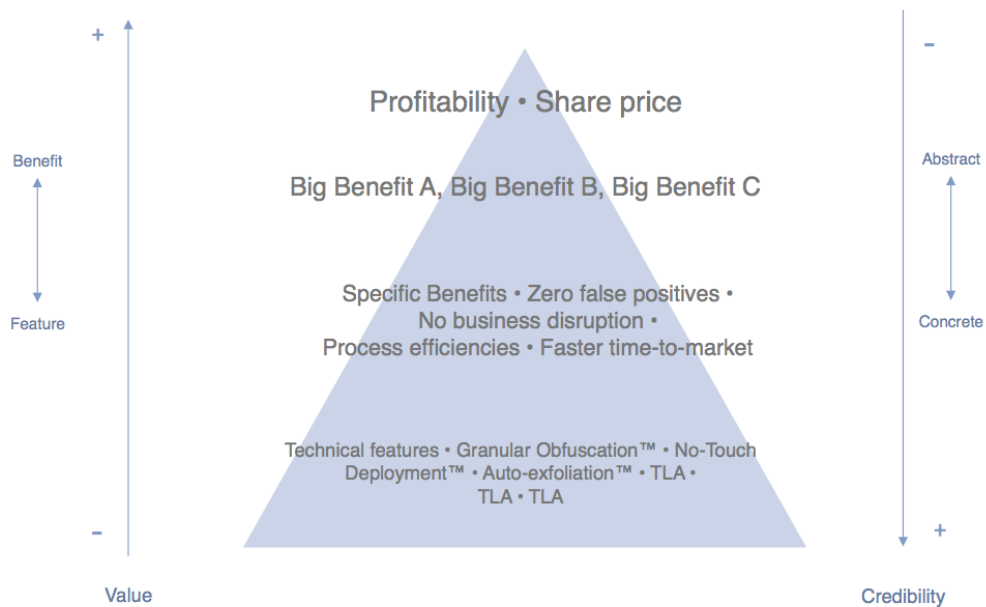 +
-
Profitability • Share price
Benefit
Abstract
Big Benefit A, Big Benefit B, Big Benefit C
Specific Benefits • Zero false positives •
No business disruption •
Process efficiencies • Faster time-to-market
Feature
Concrete
Technical features • Granular Obfuscation™ • No-Touch
Deployment™ • Auto-exfoliation™ • TLA •
TLA • TLA
-
+
Value
Credibility